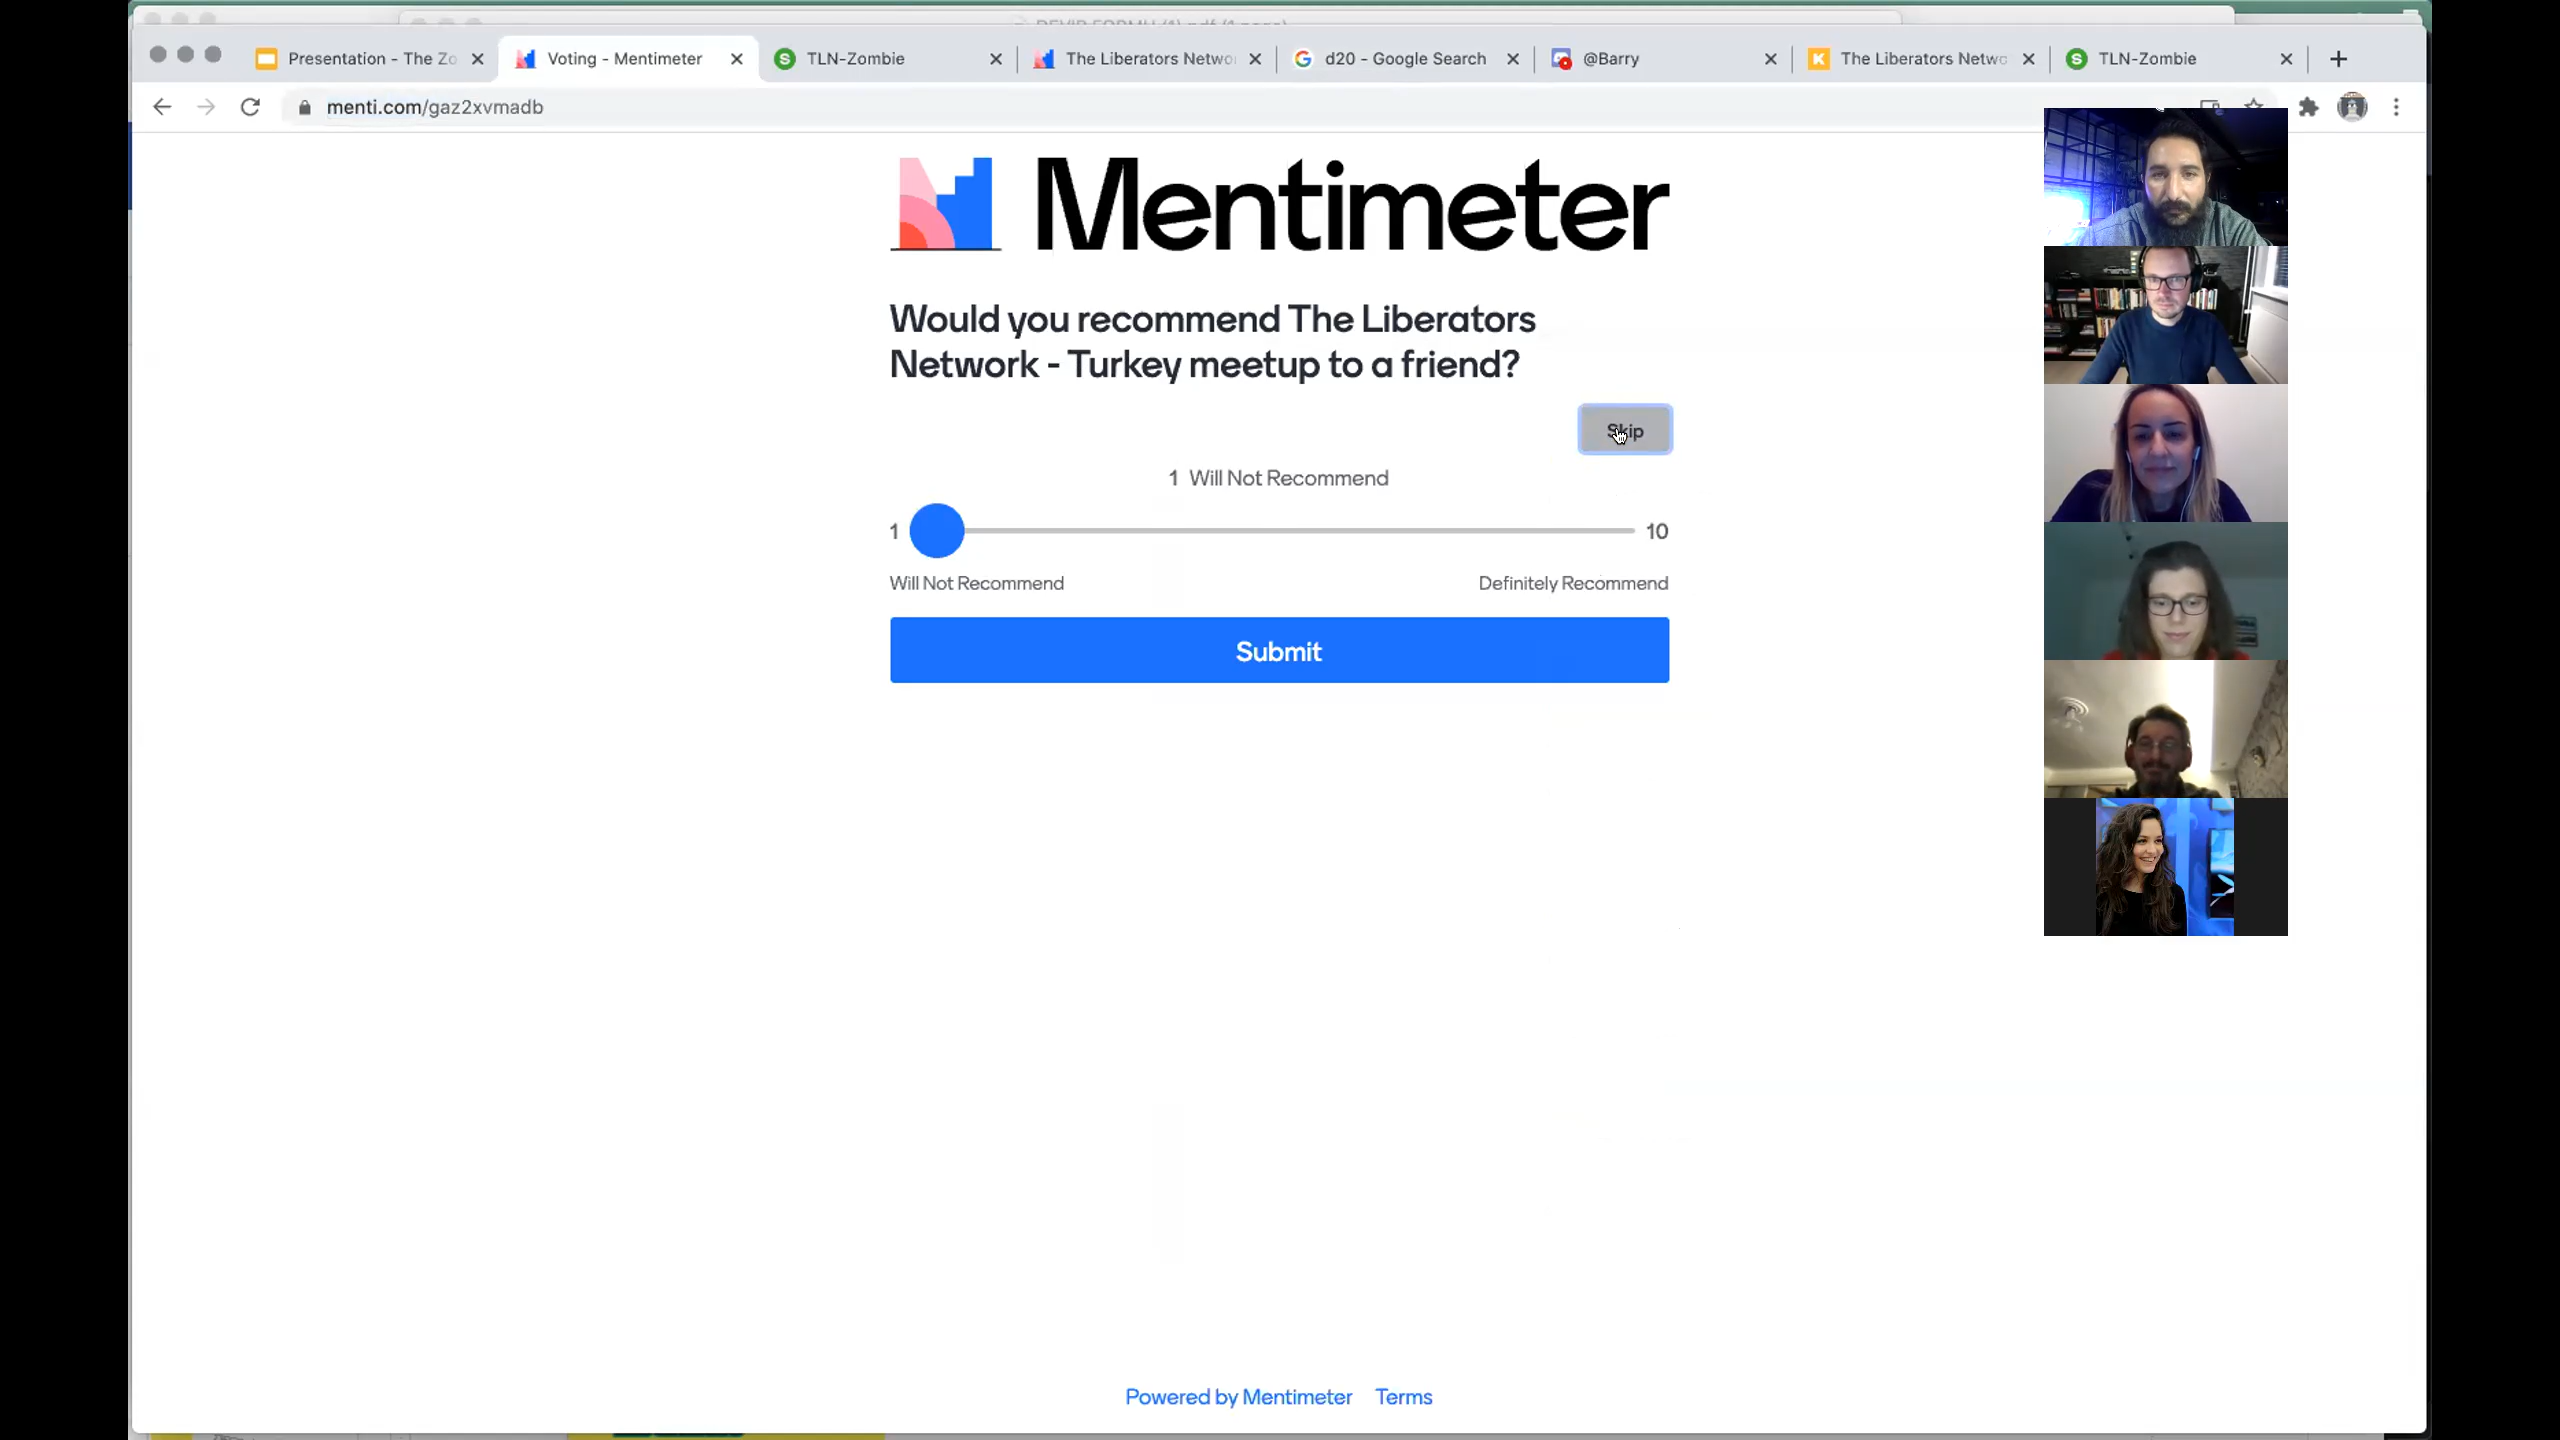 Presentation - The Zo
Voting - Mentimeter
TLN-Zombie
The Liberators Netwo
d20 - Google Search
@Barry
The Liberators Netwo
TLN-Zombie
menti.com/gaz2xvmadb
Mentimeter
Would you recommend The Liberators
Network - Turkey meetup to a friend?
Skip
1 Will Not Recommend
1
10
Will Not Recommend
Definitely Recommend
Submit
Powered by Mentimeter
Terms